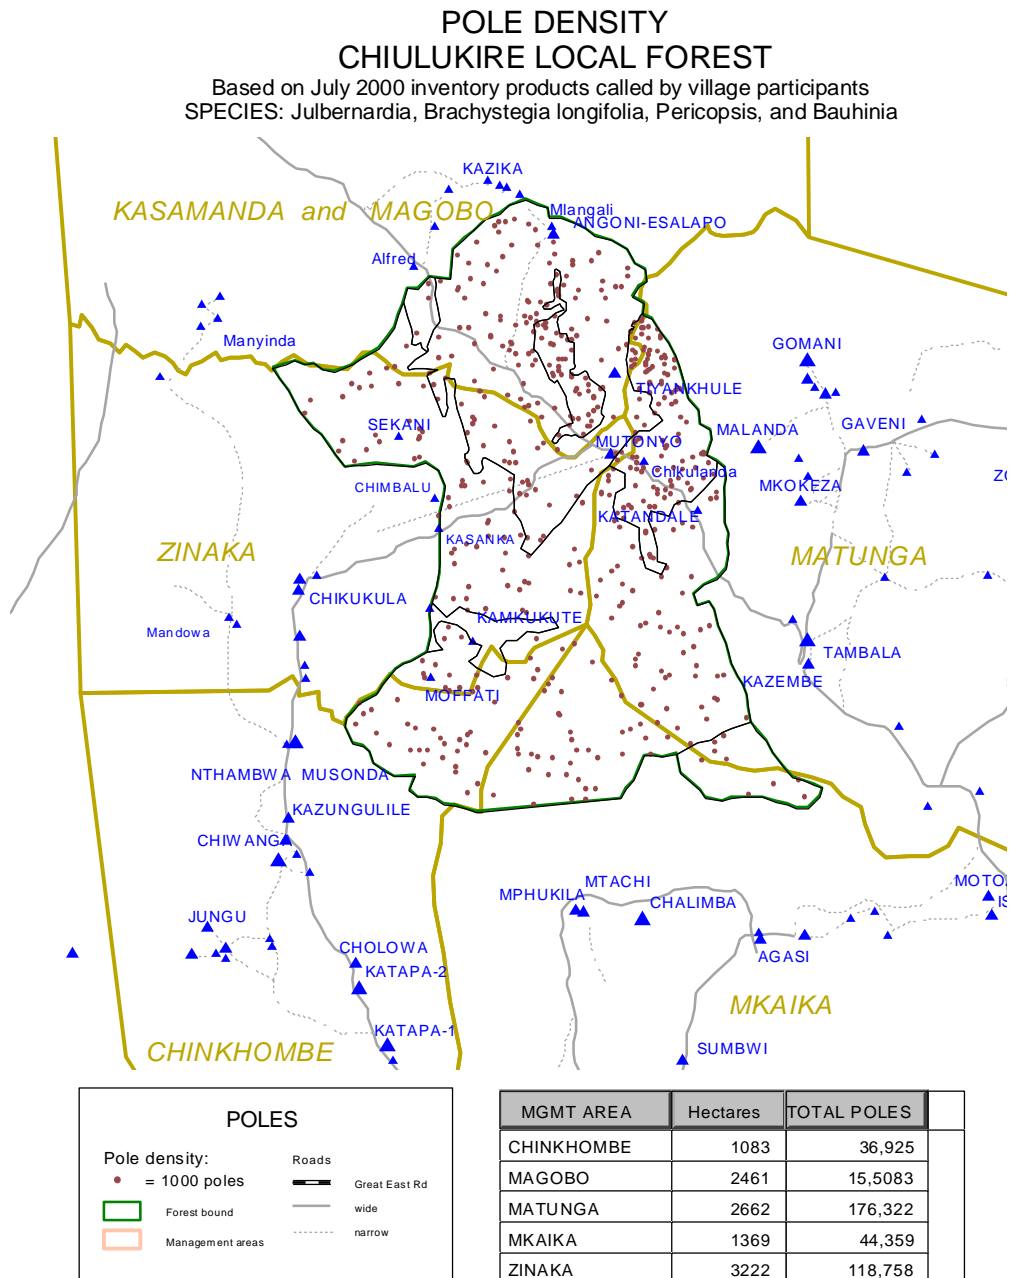 POLE DENSITY
CHIULUKIRE LOCAL FOREST
Based on July 2000 inventory products called by village participants
SPECIES: Julbernardia, Brachystegia longifolia, Pericopsis, and Bauhinia
KAZIKA
KASAMANDA and MAGOBO
Mlangali
ANGONI-ESALAPO
Alfred
Manyinda
GOMANI
TIYANKHULE
SEKANI
MUTONYO
MALANDA
GAVENI
Chikulanda
CHIMBALU
MKOKEZA
KATANDALE
KASANKA
ZINAKA
MATUNGA
CHIKUKULA
KAMKUKUTE
Mandowa
TAMBALA
KAZEMBE
MOFFATI
NTHAMBWA MUSONDA
KAZUNGULILE
CHIWANGA
MTACHI
MPHUKILA
CHALIMBA
JUNGU
CHOLOWA
AGASI
KATAPA-2
MKAIKA
KATAPA-1
SUMBWI
CHINKHOMBE
POLES
Pole density:
= 1000 poles
Forest bound
Management areas
Roads
Great East Rd
wide
narrow
MGMT AREA Hectares TOTAL POLES
CHINKHOMBE 1083 36,925
MAGOBO 2461 15,5083
MATUNGA 2662 176,322
MKAIKA 1369 44,359
ZINAKA 3222 118,758